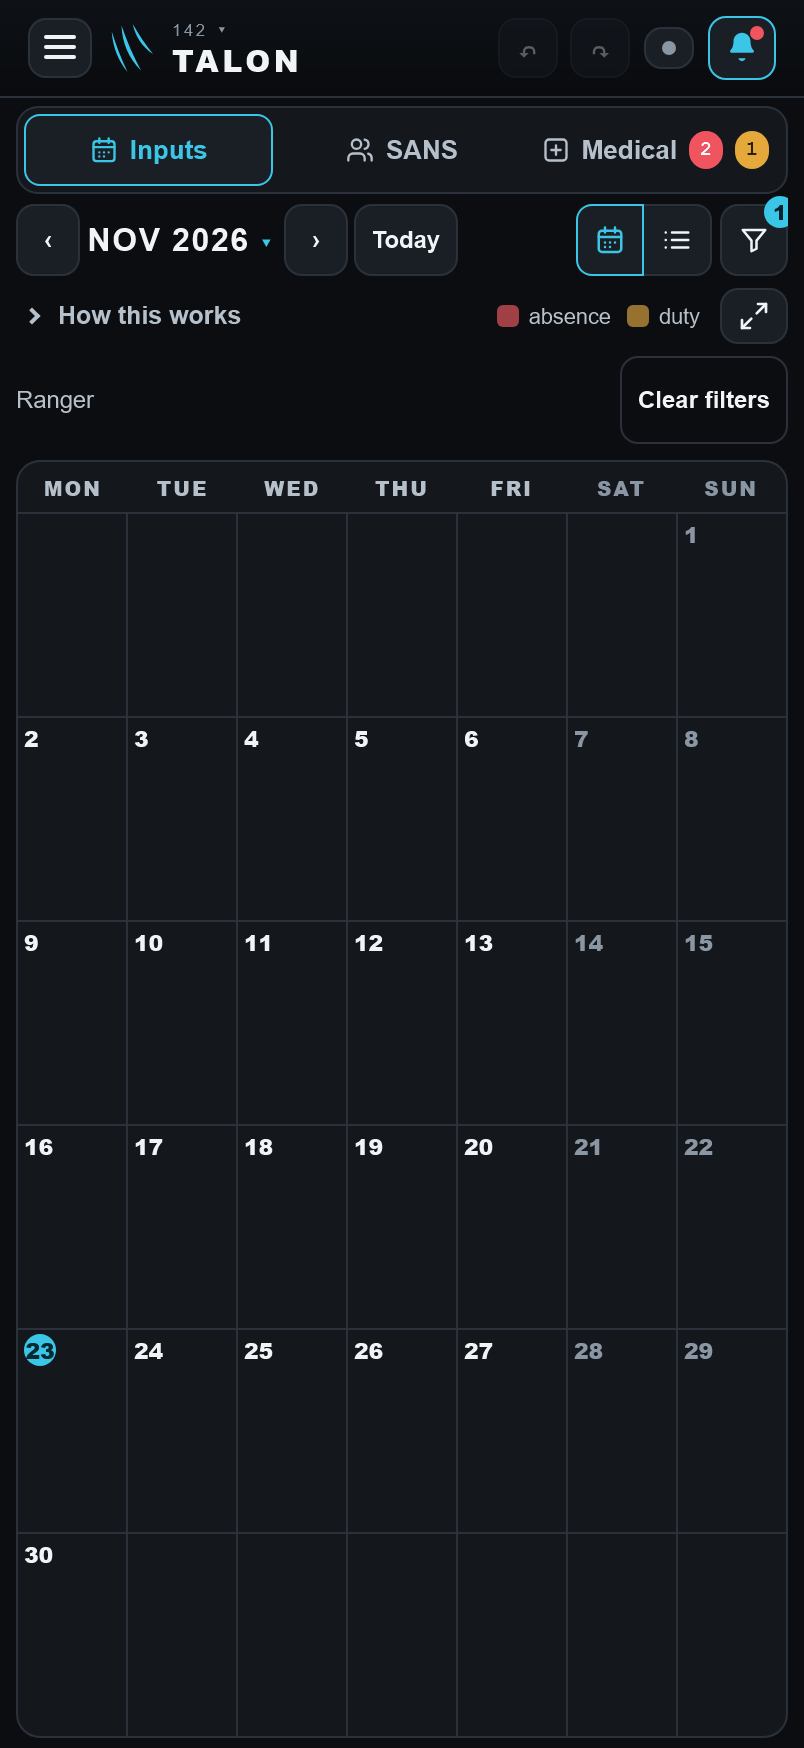 142 ▾
TALON
Inputs
SANS
Medical 2 1
‹ NOV 2026 ▾ › Today
1
How this works
absence duty
Ranger
Clear filters
MON TUE WED THU FRI SAT SUN
1
2 3 4 5 6 7 8
9 10 11 12 13 14 15
16 17 18 19 20 21 22
23 24 25 26 27 28 29
30